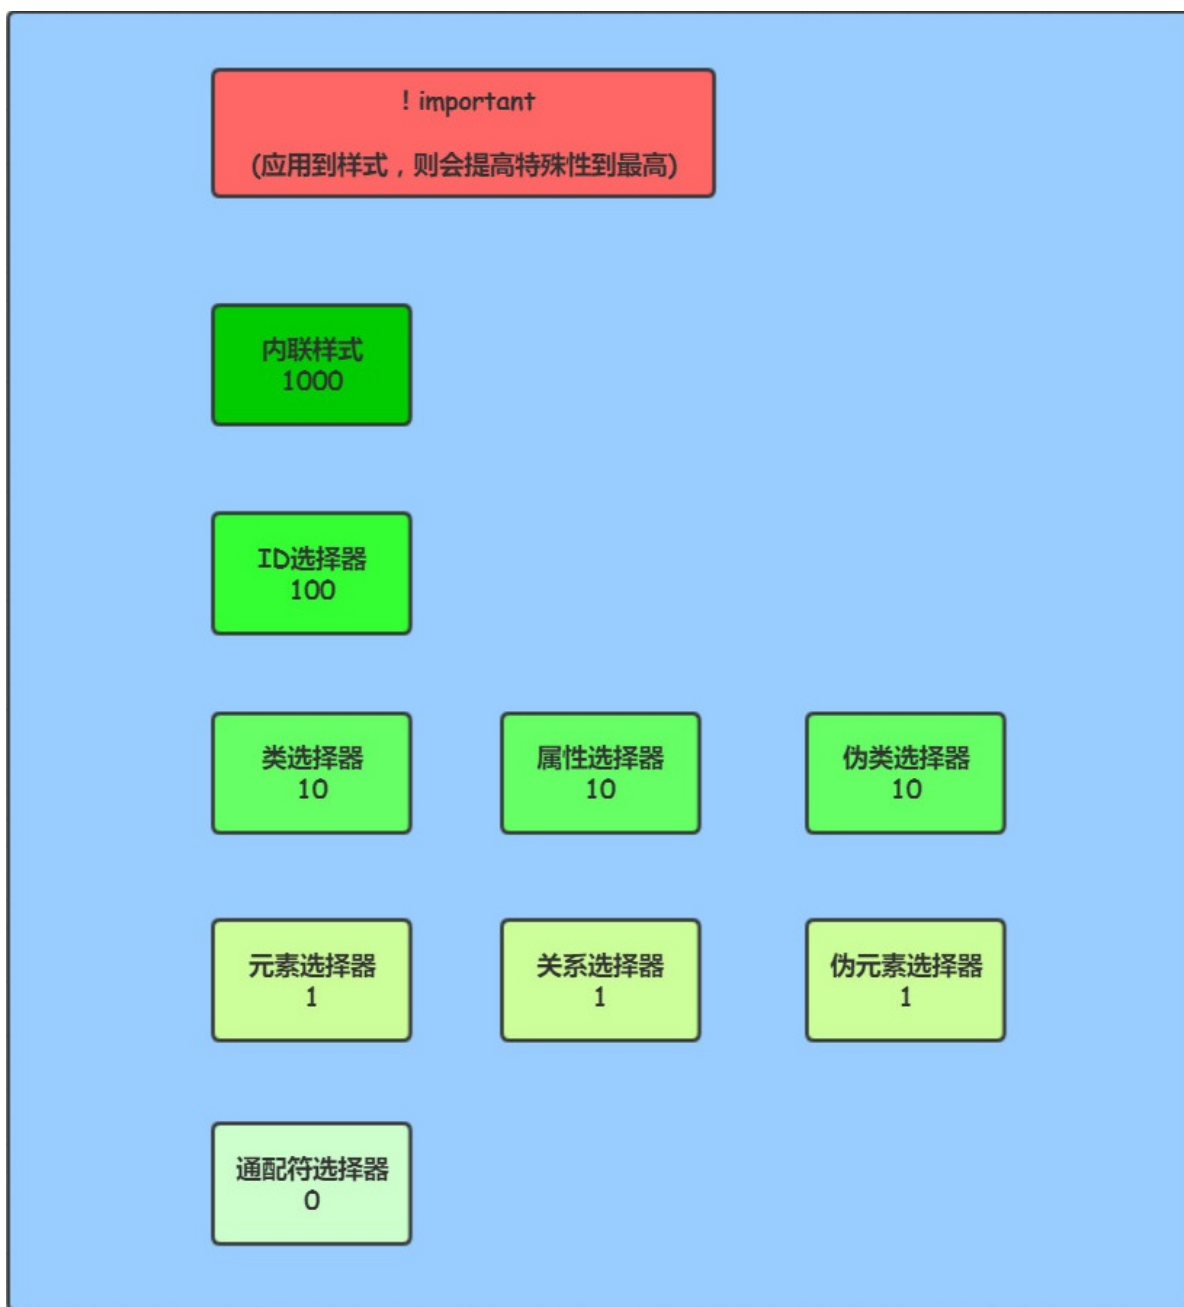 ! important
(应用到样式，则会提高特殊性到最高)
内联样式
1000
ID选择器
100
类选择器
10
属性选择器
10
伪类选择器
10
元素选择器
1
关系选择器
1
伪元素选择器
1
通配符选择器
0